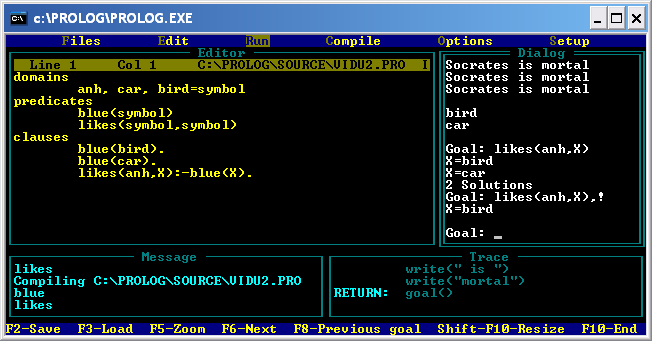 c:\PROLOG\PROLOG.EXE
Files Edit Run Compile Options Setup
Editor
Line 1 Col 1 C:\PROLOG\SOURCE\VIDU2.PRO I
domains
anh, car, bird=symbol
predicates
blue(symbol)
likes(symbol,symbol)
clauses
blue(bird).
blue(car).
likes(anh,X):-blue(X).
Dialog
Socrates is mortal
Socrates is mortal
Socrates is mortal
bird
car
Goal: likes(anh,X)
X=bird
X=car
2 Solutions
Goal: likes(anh,X),!
X=bird
Goal: _
Message
likes
Compiling C:\PROLOG\SOURCE\VIDU2.PRO
blue
likes
Trace
write(" is ")
write("mortal")
RETURN: goal()
F2-Save F3-Load F5-Zoom F6-Next F8-Previous goal Shift-F10-Resize F10-End